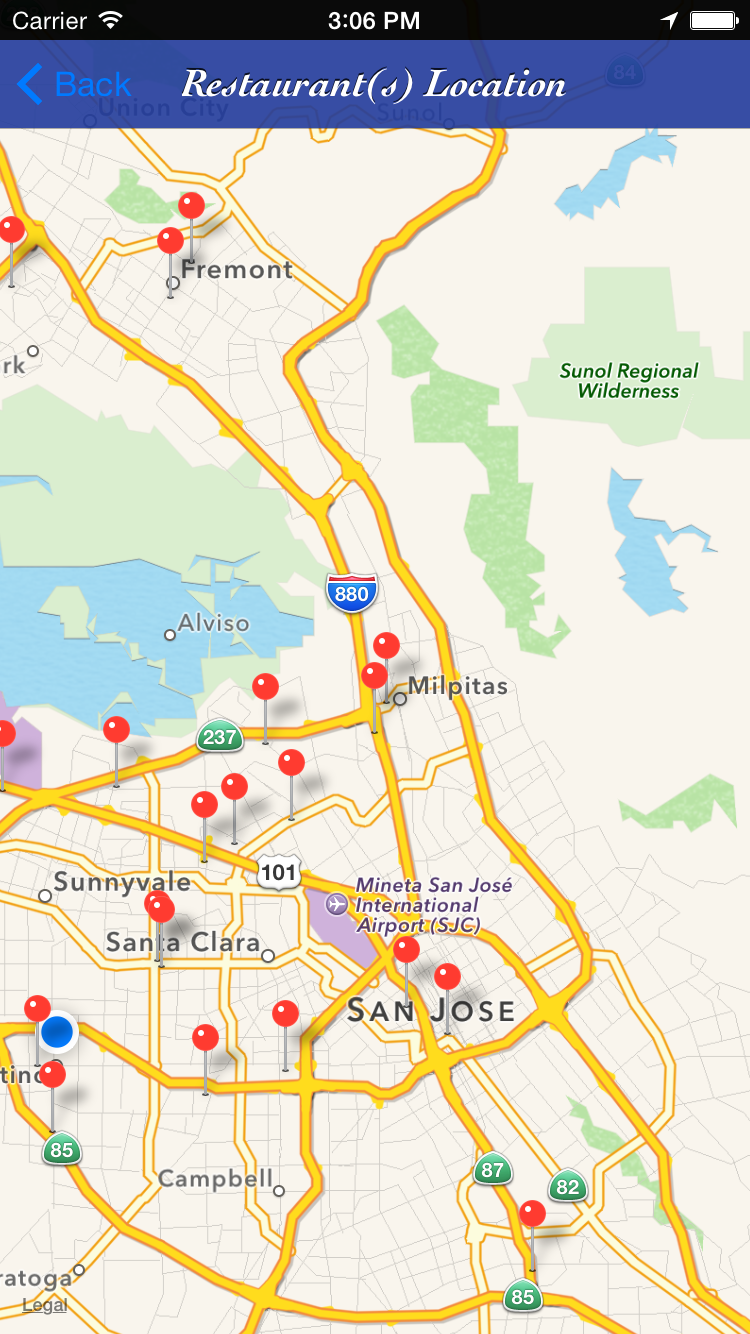 Carrier 3:06 PM
Back Restaurant(s) Location
84
Union City
Sunol
Fremont
rk
Sunol Regional
Wilderness
880
Alviso
Milpitas
237
101
Mineta San José
International
Airport (SJC)
Sunnyvale
Santa Clara
SAN JOSE
tino
85
Campbell
87
82
ratoga
85
Legal